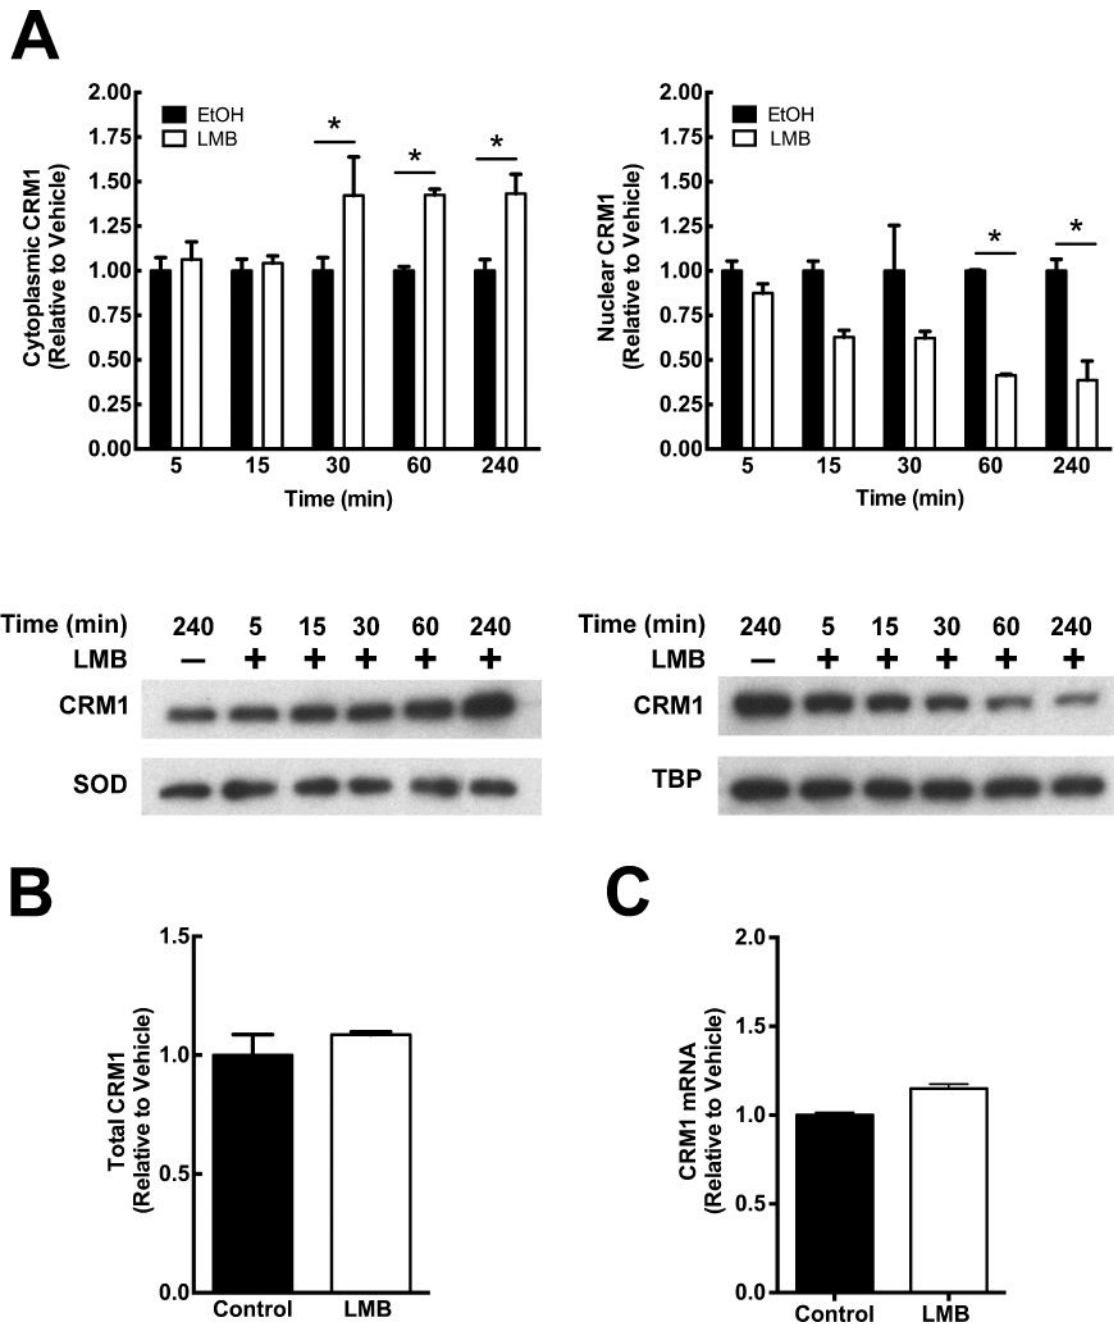 A
Cytoplasmic CRM1
(Relative to Vehicle)
2.00
1.75
1.50
1.25
1.00
0.75
0.50
0.25
0.00
EtOH
LMB
*
*
*
5 15 30 60 240
Time (min)
Nuclear CRM1
(Relative to Vehicle)
2.00
1.75
1.50
1.25
1.00
0.75
0.50
0.25
0.00
EtOH
LMB
*
*
5 15 30 60 240
Time (min)
Time (min) 240 5 15 30 60 240
LMB – + + + + +
CRM1
SOD
Time (min) 240 5 15 30 60 240
LMB – + + + + +
CRM1
TBP
B
Total CRM1
(Relative to Vehicle)
1.5
1.0
0.5
0.0
Control LMB
C
CRM1 mRNA
(Relative to Vehicle)
2.0
1.5
1.0
0.5
0.0
Control LMB